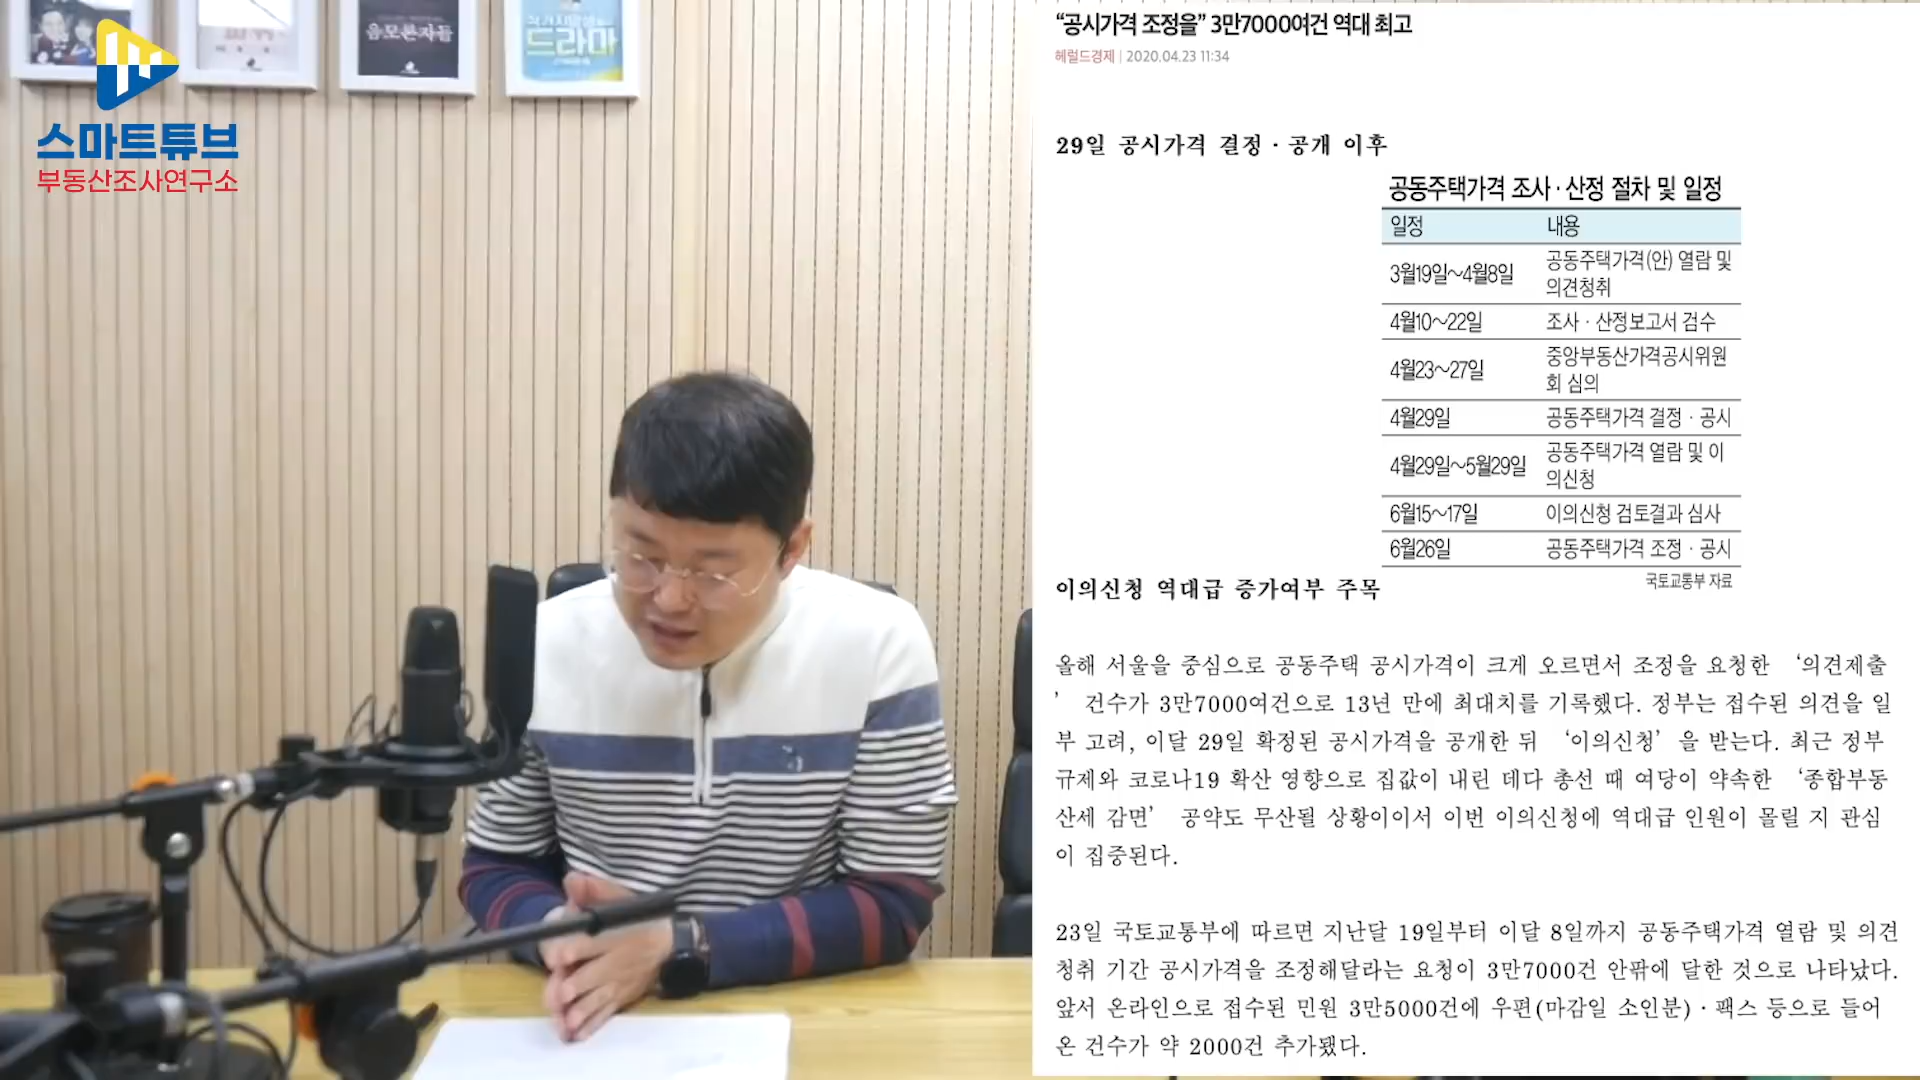 음모론자들
드라마
스마트튜브
부동산조사연구소
“공시가격 조정을” 3만7000여건 역대 최고
헤럴드경제 | 2020.04.23 11:34
29일 공시가격 결정·공개 이후
공동주택가격 조사·산정 절차 및 일정
일정 내용
3월19일~4월8일 공동주택가격(안) 열람 및
의견청취
4월10~22일 조사·산정보고서 검수
4월23~27일 중앙부동산가격공시위원
회 심의
4월29일 공동주택가격 결정·공시
4월29일~5월29일 공동주택가격 열람 및 이
의신청
6월15~17일 이의신청 검토결과 심사
6월26일 공동주택가격 조정·공시
국토교통부 자료
이의신청 역대급 증가여부 주목
올해 서울을 중심으로 공동주택 공시가격이 크게 오르면서 조정을 요청한 ‘의견제출
’ 건수가 3만7000여건으로 13년 만에 최대치를 기록했다. 정부는 접수된 의견을 일
부 고려, 이달 29일 확정된 공시가격을 공개한 뒤 ‘이의신청’을 받는다. 최근 정부
규제와 코로나19 확산 영향으로 집값이 내린 데다 총선 때 여당이 약속한 ‘종합부동
산세 감면’ 공약도 무산될 상황이이서 이번 이의신청에 역대급 인원이 몰릴 지 관심
이 집중된다.
23일 국토교통부에 따르면 지난달 19일부터 이달 8일까지 공동주택가격 열람 및 의견
청취 기간 공시가격을 조정해달라는 요청이 3만7000건 안팎에 달한 것으로 나타났다.
앞서 온라인으로 접수된 민원 3만5000건에 우편(마감일 소인분)·팩스 등으로 들어
온 건수가 약 2000건 추가됐다.